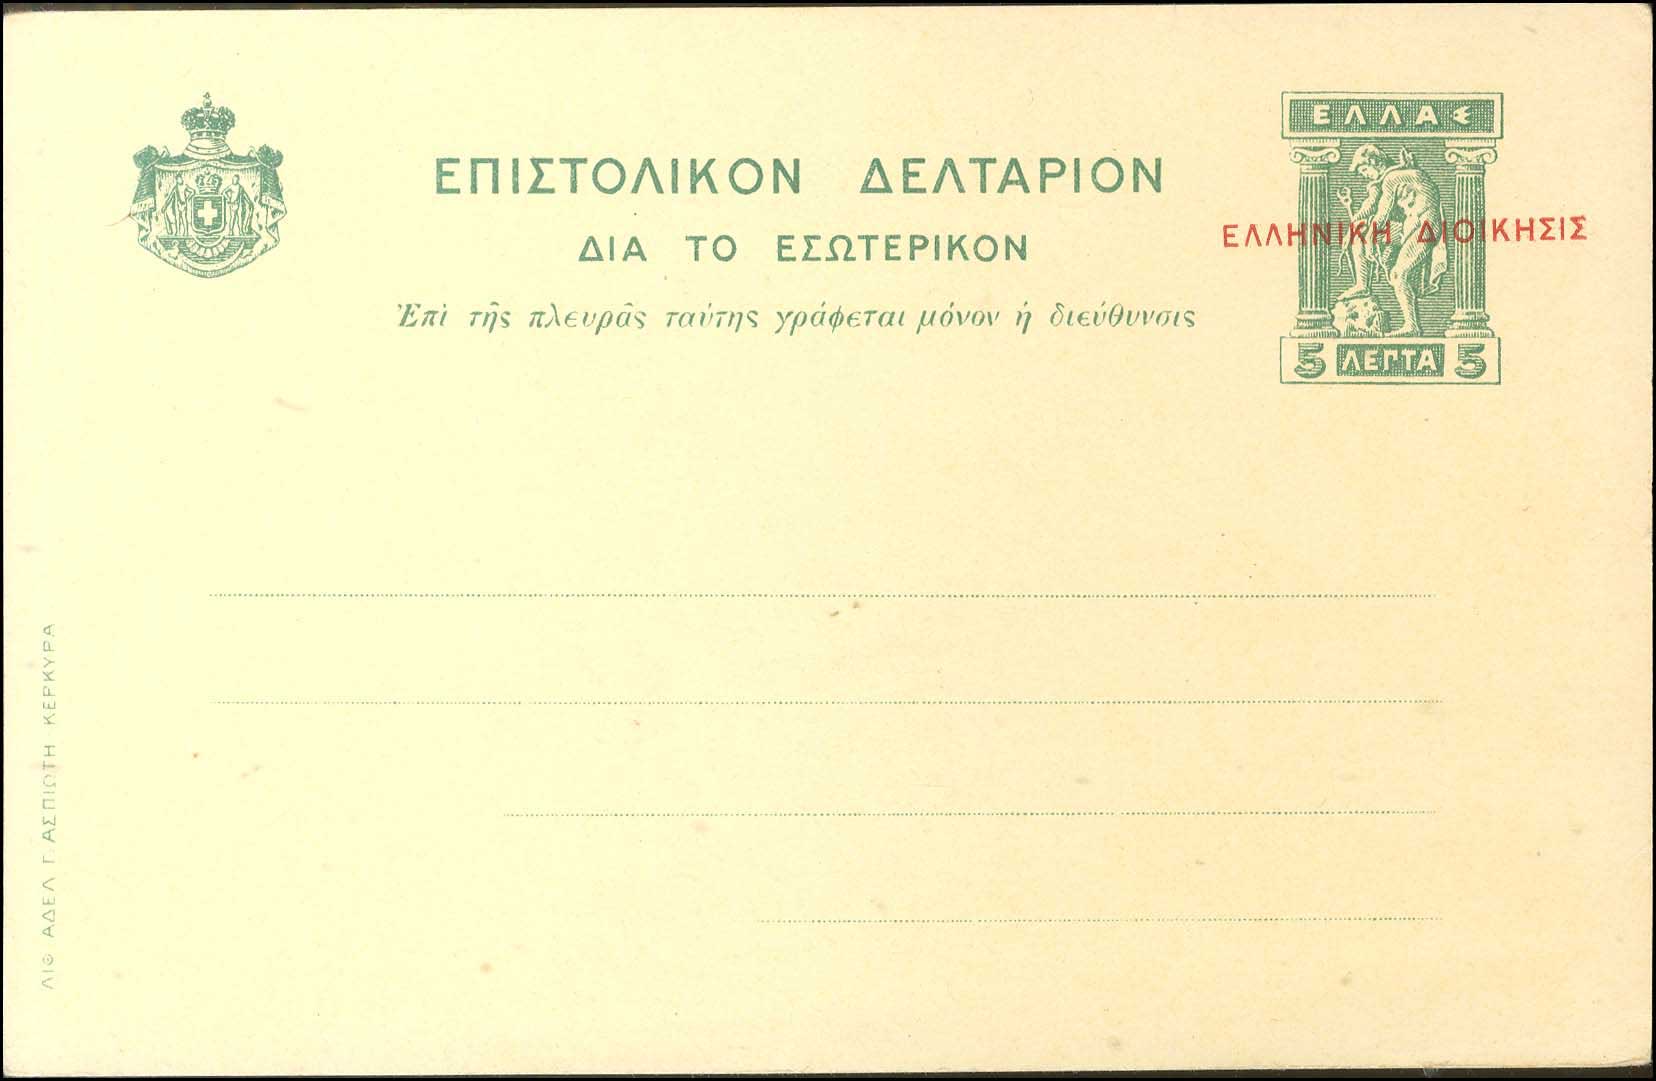 ΕΛΛΑΣ
ΕΠΙΣΤΟΛΙΚΟΝ ΔΕΛΤΑΡΙΟΝ
ΕΛΛΗΝΙΚΗ ΔΙΟΙΚΗΣΙΣ
ΔΙΑ ΤΟ ΕΣΩΤΕΡΙΚΟΝ
Ἐπὶ τῆς πλευρᾶς ταύτης γράφεται μόνον ἡ διεύθυνσις
5 ΛΕΠΤΑ 5
ΛΙΘ ΑΔΕΛ Γ. ΑΣΠΙΩΤΗ ΚΕΡΚΥΡΑ